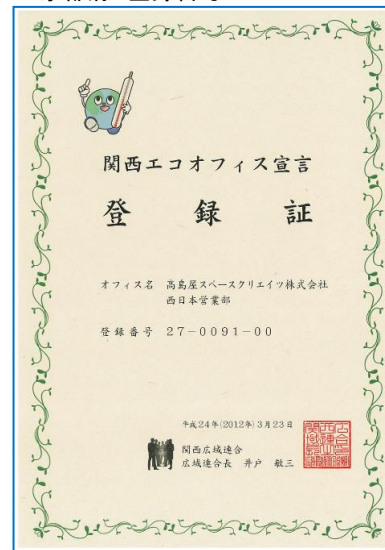 関西エコオフィス宣言
登録証
オフィス名 高島屋スペースクリエイツ株式会社
西日本営業部
登録番号 27-0091-00
平成24年(2012年)3月23日
関西広域連合
広域連合長 井戸 敏三